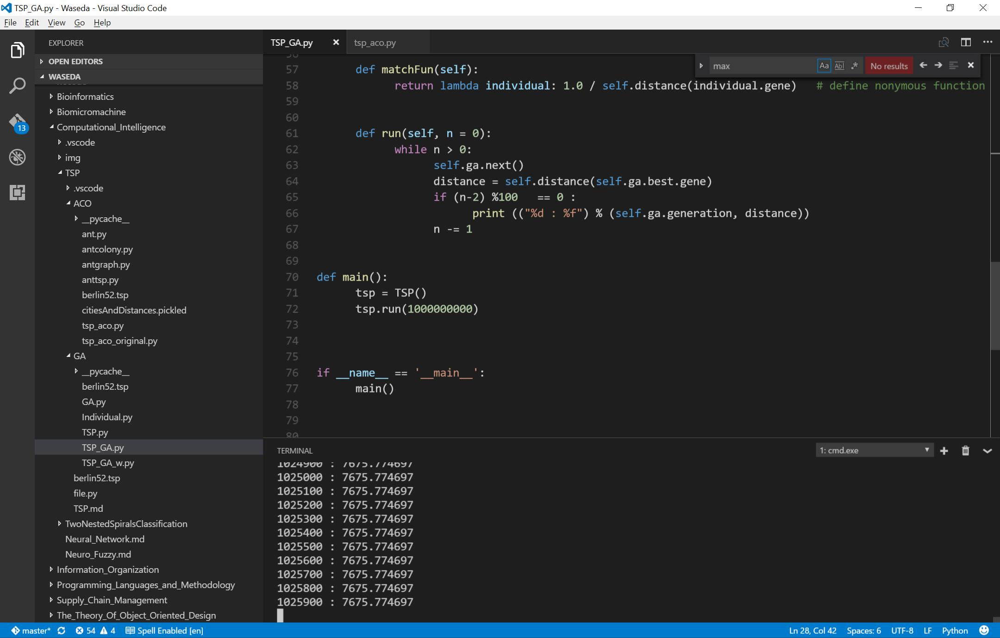 TSP_GA.py - Waseda - Visual Studio Code
File Edit View Go Help
EXPLORER
OPEN EDITORS
WASEDA
Bioinformatics
Biomicromachine
Computational_Intelligence
.vscode
img
TSP
.vscode
ACO
__pycache__
ant.py
antcolony.py
antgraph.py
anttsp.py
berlin52.tsp
citiesAndDistances.pickled
tsp_aco.py
tsp_aco_original.py
GA
__pycache__
berlin52.tsp
GA.py
Individual.py
TSP.py
TSP_GA.py
TSP_GA_w.py
berlin52.tsp
file.py
TSP.md
TwoNestedSpiralsClassification
Neural_Network.md
Neuro_Fuzzy.md
Information_Organization
Programming_Languages_and_Methodology
Supply_Chain_Management
The_Theory_Of_Object_Oriented_Design
13
TSP_GA.py tsp_aco.py
max Aa Abl .* No results
56
57 def matchFun(self):
58 return lambda individual: 1.0 / self.distance(individual.gene) # define nonymous function
59
60
61 def run(self, n = 0):
62 while n > 0:
63 self.ga.next()
64 distance = self.distance(self.ga.best.gene)
65 if (n-2) %100 == 0 :
66 print (("%d : %f") % (self.ga.generation, distance))
67 n -= 1
68
69
70 def main():
71 tsp = TSP()
72 tsp.run(1000000000)
73
74
75
76 if __name__ == '__main__':
77 main()
78
79
80
TERMINAL 1: cmd.exe
1024900 : 7675.774697
1025000 : 7675.774697
1025100 : 7675.774697
1025200 : 7675.774697
1025300 : 7675.774697
1025400 : 7675.774697
1025500 : 7675.774697
1025600 : 7675.774697
1025700 : 7675.774697
1025800 : 7675.774697
1025900 : 7675.774697
master* 54 4 Spell Enabled [en] Ln 28, Col 42 Spaces: 6 UTF-8 LF Python